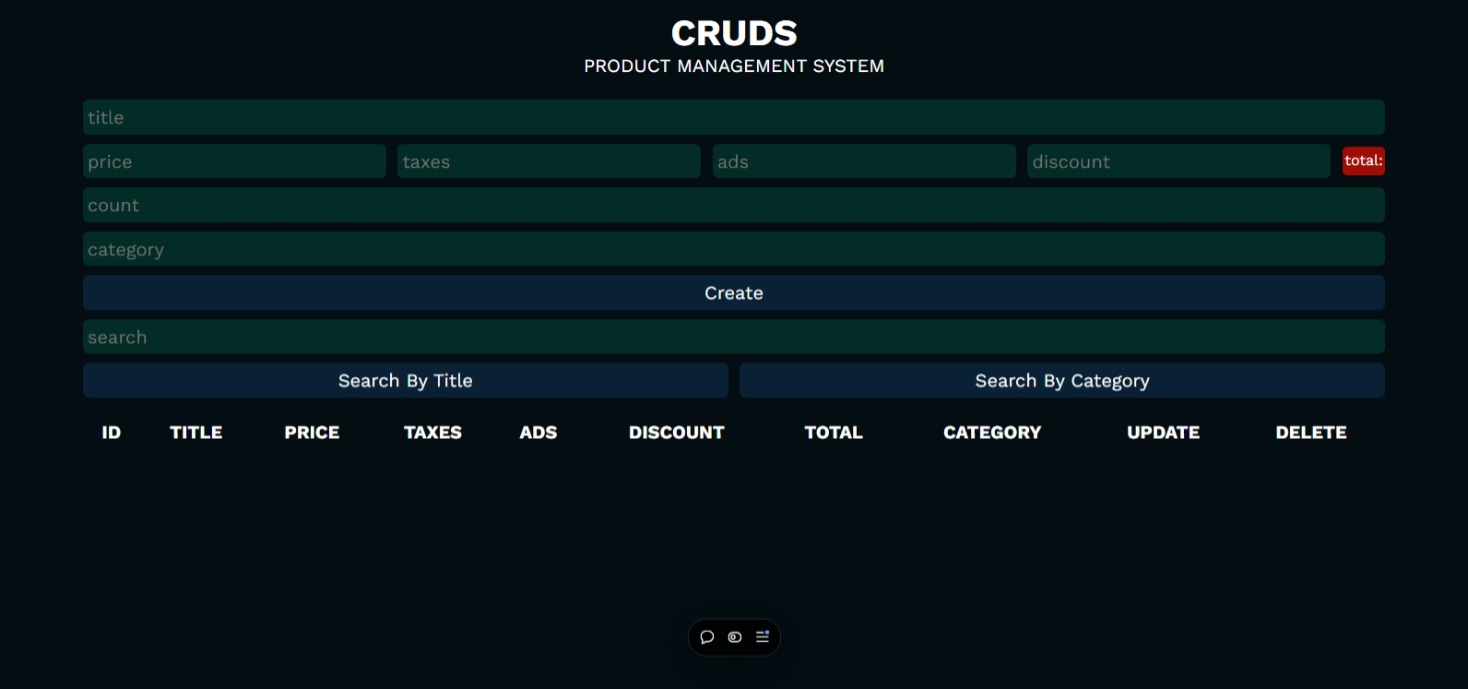 CRUDS
PRODUCT MANAGEMENT SYSTEM
title
price taxes ads discount total:
count
category
Create
search
Search By Title Search By Category
ID TITLE PRICE TAXES ADS DISCOUNT TOTAL CATEGORY UPDATE DELETE